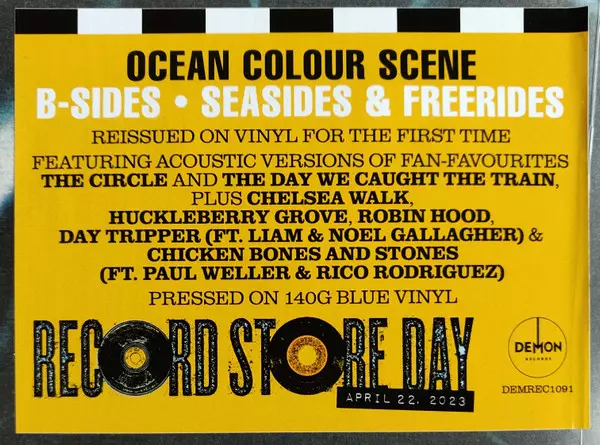 OCEAN COLOUR SCENE
B-SIDES • SEASIDES & FREERIDES
REISSUED ON VINYL FOR THE FIRST TIME
FEATURING ACOUSTIC VERSIONS OF FAN-FAVOURITES
THE CIRCLE AND THE DAY WE CAUGHT THE TRAIN,
PLUS CHELSEA WALK,
HUCKLEBERRY GROVE, ROBIN HOOD,
DAY TRIPPER (FT. LIAM & NOEL GALLAGHER) &
CHICKEN BONES AND STONES
(FT. PAUL WELLER & RICO RODRIGUEZ)
PRESSED ON 140G BLUE VINYL
RECORD STORE DAY
APRIL 22, 2023
DEMON
RECORDS
DEMREC1091